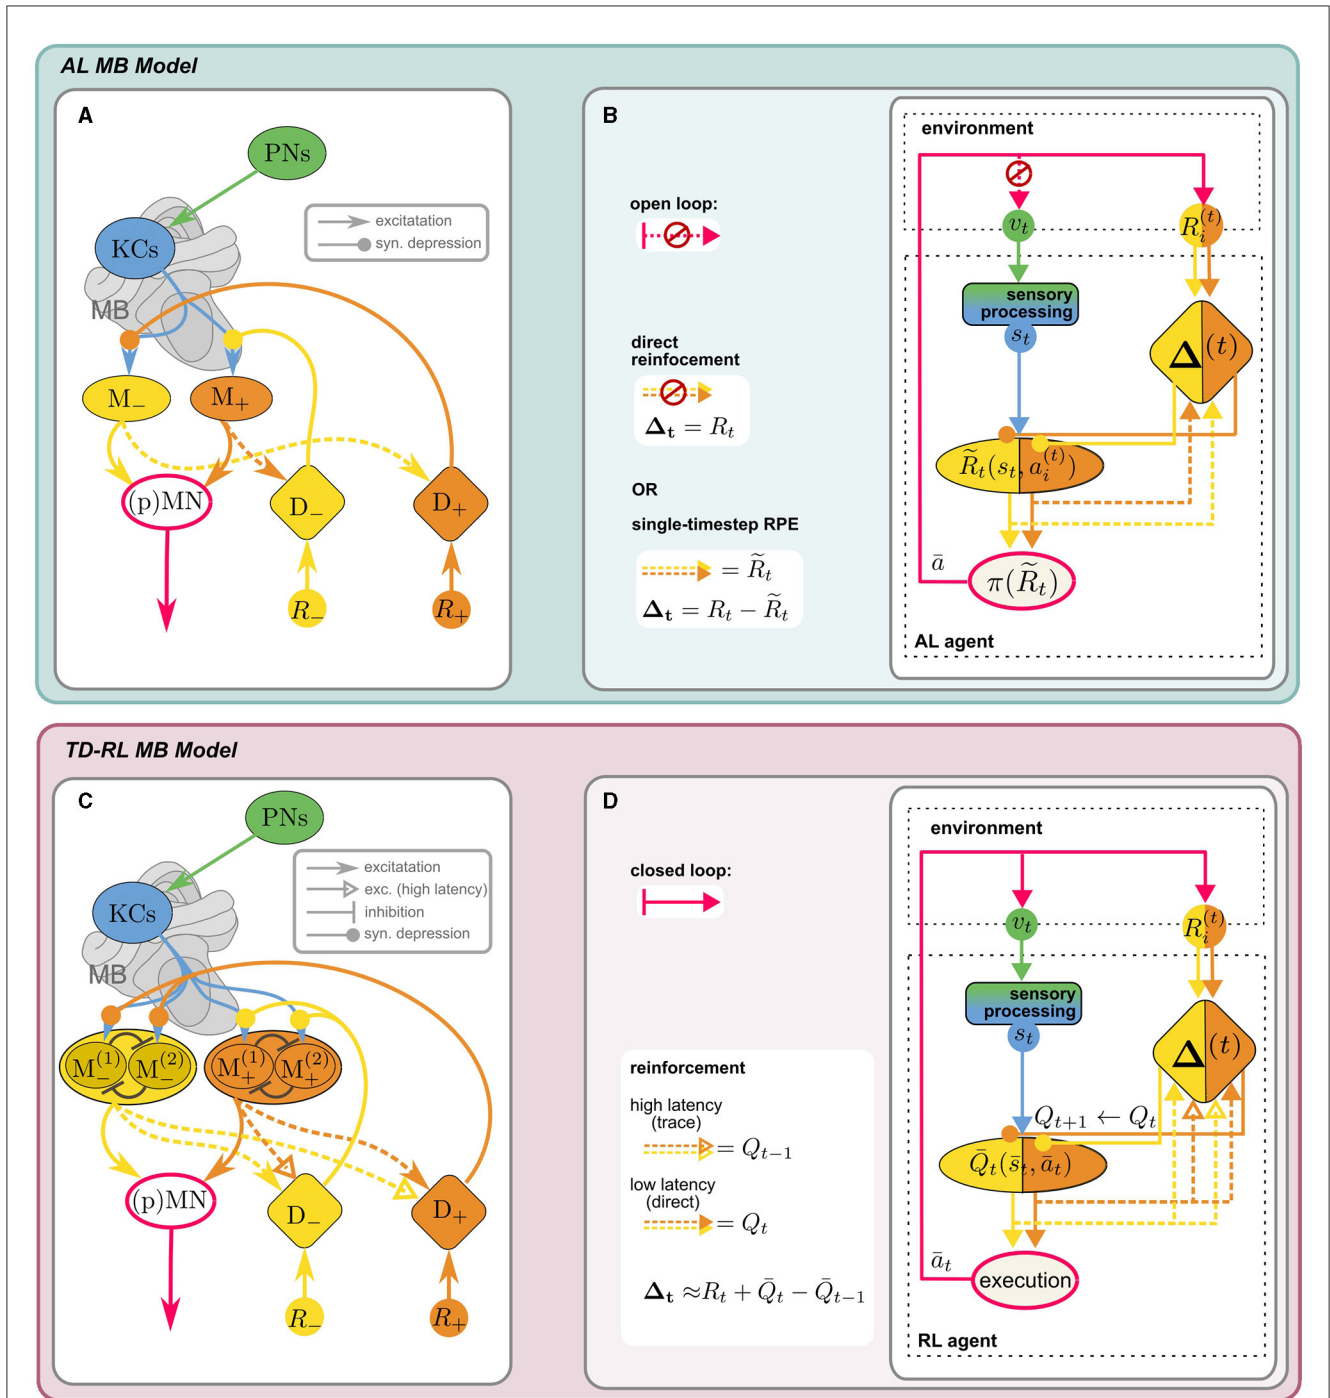 AL MB Model
A
PNs
KCs
MB
excitatation
syn. depression
M₋
M₊
(p)MN
D₋
D₊
R₋
R₊
B
open loop:
direct
reinfocement
Δₜ = Rₜ
OR
single-timestep RPE
= R̃ₜ
Δₜ = Rₜ − R̃ₜ
environment
vₜ
Rᵢ⁽ᵗ⁾
sensory
processing
sₜ
Δ(t)
R̃ₜ(sₜ, aᵢ⁽ᵗ⁾)
ā
π(R̃ₜ)
AL agent
TD-RL MB Model
C
PNs
KCs
MB
excitatation
exc. (high latency)
inhibition
syn. depression
M₋⁽¹⁾
M₋⁽²⁾
M₊⁽¹⁾
M₊⁽²⁾
(p)MN
D₋
D₊
R₋
R₊
D
closed loop:
reinforcement
high latency
(trace)
= Qₜ₋₁
low latency
(direct)
= Qₜ
Δₜ ≈Rₜ + Q̄ₜ − Q̄ₜ₋₁
environment
vₜ
Rᵢ⁽ᵗ⁾
sensory
processing
sₜ
Δ(t)
Qₜ₊₁ ← Qₜ
Q̄ₜ(s̄ₜ, āₜ)
āₜ
execution
RL agent